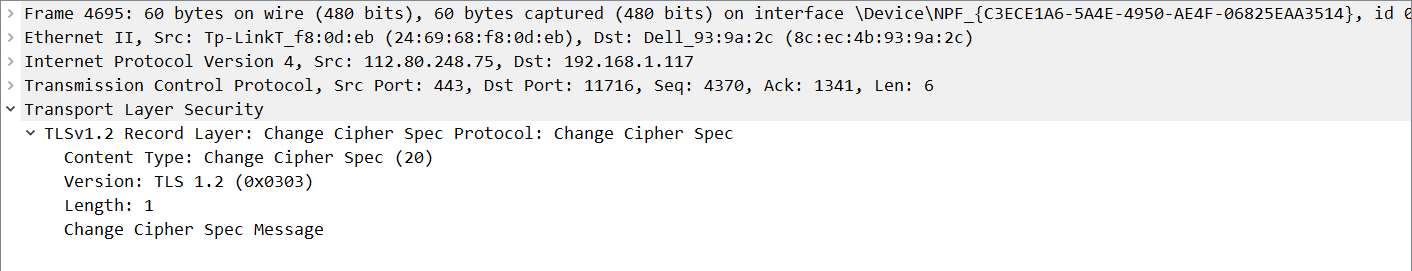 Frame 4695: 60 bytes on wire (480 bits), 60 bytes captured (480 bits) on interface \Device\NPF_{C3ECE1A6-5A4E-4950-AE4F-06825EAA3514}, id 0
Ethernet II, Src: Tp-LinkT_f8:0d:eb (24:69:68:f8:0d:eb), Dst: Dell_93:9a:2c (8c:ec:4b:93:9a:2c)
Internet Protocol Version 4, Src: 112.80.248.75, Dst: 192.168.1.117
Transmission Control Protocol, Src Port: 443, Dst Port: 11716, Seq: 4370, Ack: 1341, Len: 6
Transport Layer Security
TLSv1.2 Record Layer: Change Cipher Spec Protocol: Change Cipher Spec
Content Type: Change Cipher Spec (20)
Version: TLS 1.2 (0x0303)
Length: 1
Change Cipher Spec Message